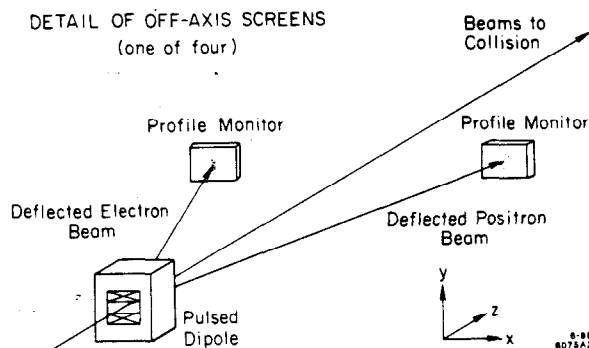 DETAIL OF OFF-AXIS SCREENS
(one of four)
Beams to
Collision
Profile Monitor
Profile Monitor
Deflected Electron
Beam
Deflected Positron
Beam
Pulsed
Dipole
y
z
x